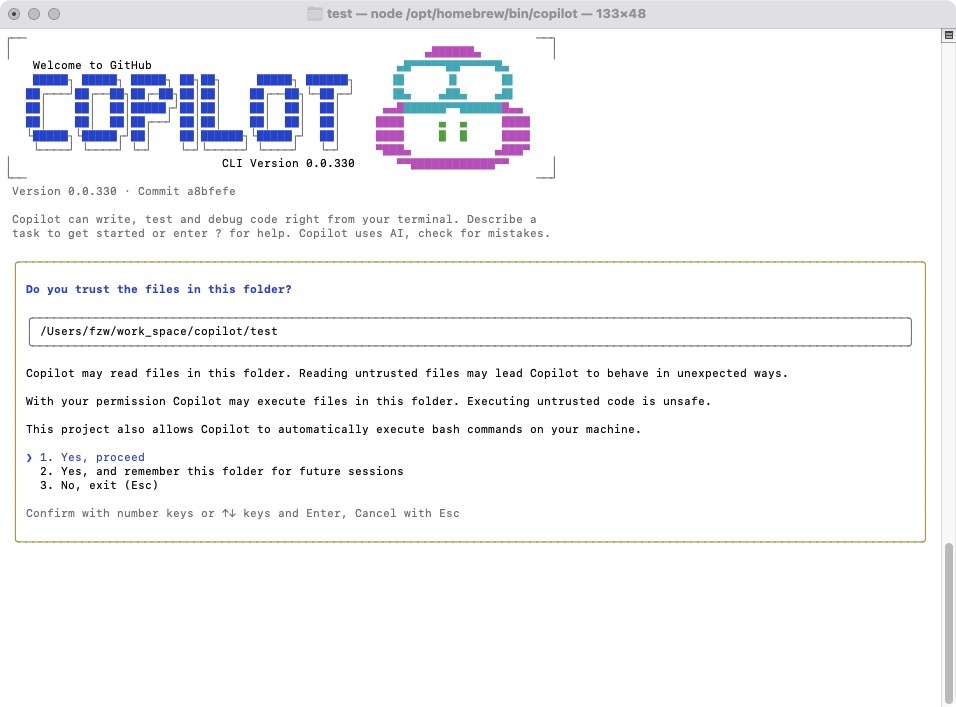 test — node /opt/homebrew/bin/copilot — 133×48
Welcome to GitHub
COPILOT
CLI Version 0.0.330
Version 0.0.330 · Commit a8bfefe
Copilot can write, test and debug code right from your terminal. Describe a
task to get started or enter ? for help. Copilot uses AI, check for mistakes.
Do you trust the files in this folder?
/Users/fzw/work_space/copilot/test
Copilot may read files in this folder. Reading untrusted files may lead Copilot to behave in unexpected ways.
With your permission Copilot may execute files in this folder. Executing untrusted code is unsafe.
This project also allows Copilot to automatically execute bash commands on your machine.
❯ 1. Yes, proceed
2. Yes, and remember this folder for future sessions
3. No, exit (Esc)
Confirm with number keys or ↑↓ keys and Enter, Cancel with Esc